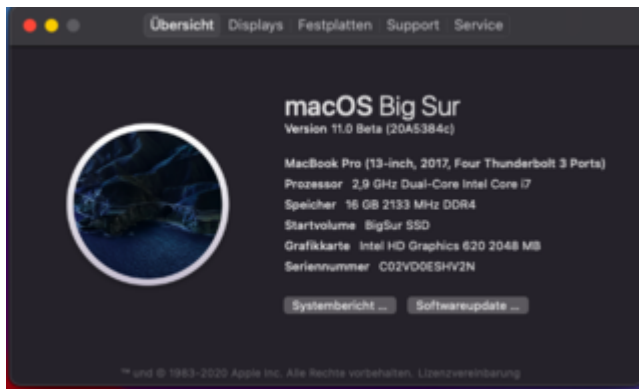 Übersicht Displays Festplatten Support Service
macOS Big Sur
Version 11.0 Beta (20A5384c)
MacBook Pro (13-inch, 2017, Four Thunderbolt 3 Ports)
Prozessor 2,9 GHz Dual-Core Intel Core i7
Speicher 16 GB 2133 MHz DDR4
Startvolume BigSur SSD
Grafikkarte Intel HD Graphics 620 2048 MB
Seriennummer C02VD0ESHV2N
Systembericht ...
Softwareupdate ...
™ und © 1983-2020 Apple Inc. Alle Rechte vorbehalten. Lizenzvereinbarung